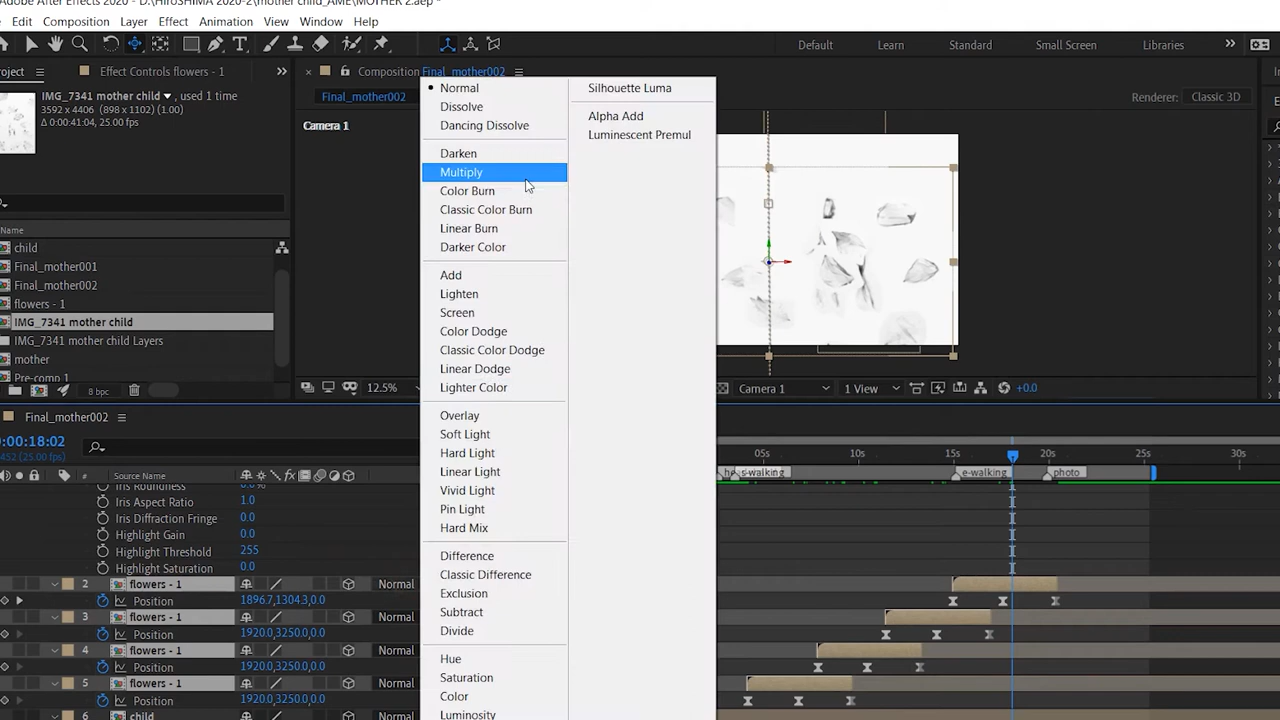 Adobe After Effects 2020 - D:\HiroSHIMA 2020-2\mother child_AME\MOTHER 2.aep *
Edit Composition Layer Effect Animation View Window Help
Default Learn Standard Small Screen Libraries
roject Effect Controls flowers - 1 Composition Final_mother002
IMG_7341 mother child , used 1 time
3592 x 4406 (898 x 1102) (1.00)
Δ 0:00:41:04, 25.00 fps
Final_mother002
Renderer: Classic 3D
Camera 1
Name
child
Final_mother001
Final_mother002
flowers - 1
IMG_7341 mother child
IMG_7341 mother child Layers
mother
Pre-comp 1
8 bpc
12.5%
Camera 1
1 View
+0.0
Normal
Dissolve
Dancing Dissolve
Darken
Multiply
Color Burn
Classic Color Burn
Linear Burn
Darker Color
Add
Lighten
Screen
Color Dodge
Classic Color Dodge
Linear Dodge
Lighter Color
Overlay
Soft Light
Hard Light
Linear Light
Vivid Light
Pin Light
Hard Mix
Difference
Classic Difference
Exclusion
Subtract
Divide
Hue
Saturation
Color
Luminosity
Silhouette Luma
Alpha Add
Luminescent Premul
Final_mother002
0:00:18:02
452 (25.00 fps)
# Source Name
05s 10s 15s 20s 25s 30s
s-walking e-walking photo
Iris Roundness 0.0%
Iris Aspect Ratio 1.0
Iris Diffraction Fringe 0.0
Highlight Gain 0.0
Highlight Threshold 255
Highlight Saturation 0.0
2 flowers - 1 Normal
Position 1896.7,1304.3,0.0
3 flowers - 1 Normal
Position 1920.0,3250.0,0.0
4 flowers - 1 Normal
Position 1920.0,3250.0,0.0
5 flowers - 1 Normal
Position 1920.0,3250.0,0.0
6 child